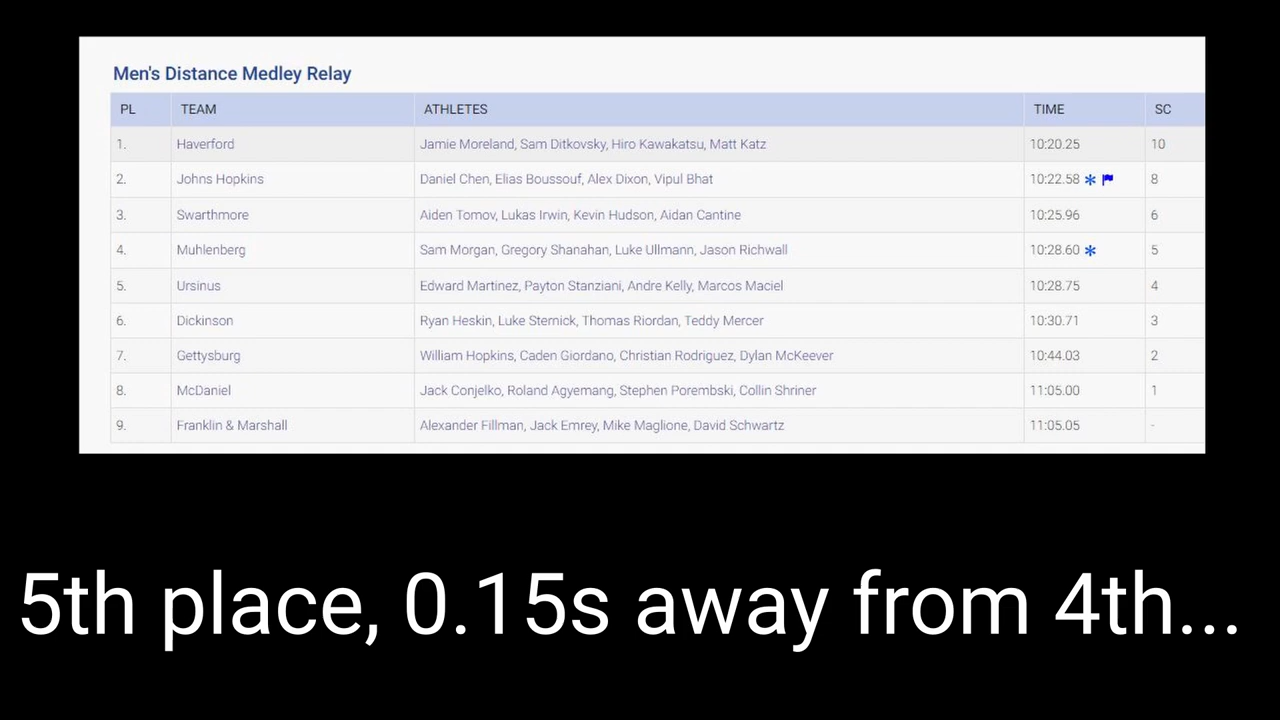 Men's Distance Medley Relay
PL TEAM ATHLETES TIME SC
1. Haverford Jamie Moreland, Sam Ditkovsky, Hiro Kawakatsu, Matt Katz 10:20.25 10
2. Johns Hopkins Daniel Chen, Elias Boussouf, Alex Dixon, Vipul Bhat 10:22.58 * 8
3. Swarthmore Aiden Tomov, Lukas Irwin, Kevin Hudson, Aidan Cantine 10:25.96 6
4. Muhlenberg Sam Morgan, Gregory Shanahan, Luke Ullmann, Jason Richwall 10:28.60 * 5
5. Ursinus Edward Martinez, Payton Stanziani, Andre Kelly, Marcos Maciel 10:28.75 4
6. Dickinson Ryan Heskin, Luke Sternick, Thomas Riordan, Teddy Mercer 10:30.71 3
7. Gettysburg William Hopkins, Caden Giordano, Christian Rodriguez, Dylan McKeever 10:44.03 2
8. McDaniel Jack Conjelko, Roland Agyemang, Stephen Porembski, Collin Shriner 11:05.00 1
9. Franklin & Marshall Alexander Fillman, Jack Emrey, Mike Maglione, David Schwartz 11:05.05 -
5th place, 0.15s away from 4th...